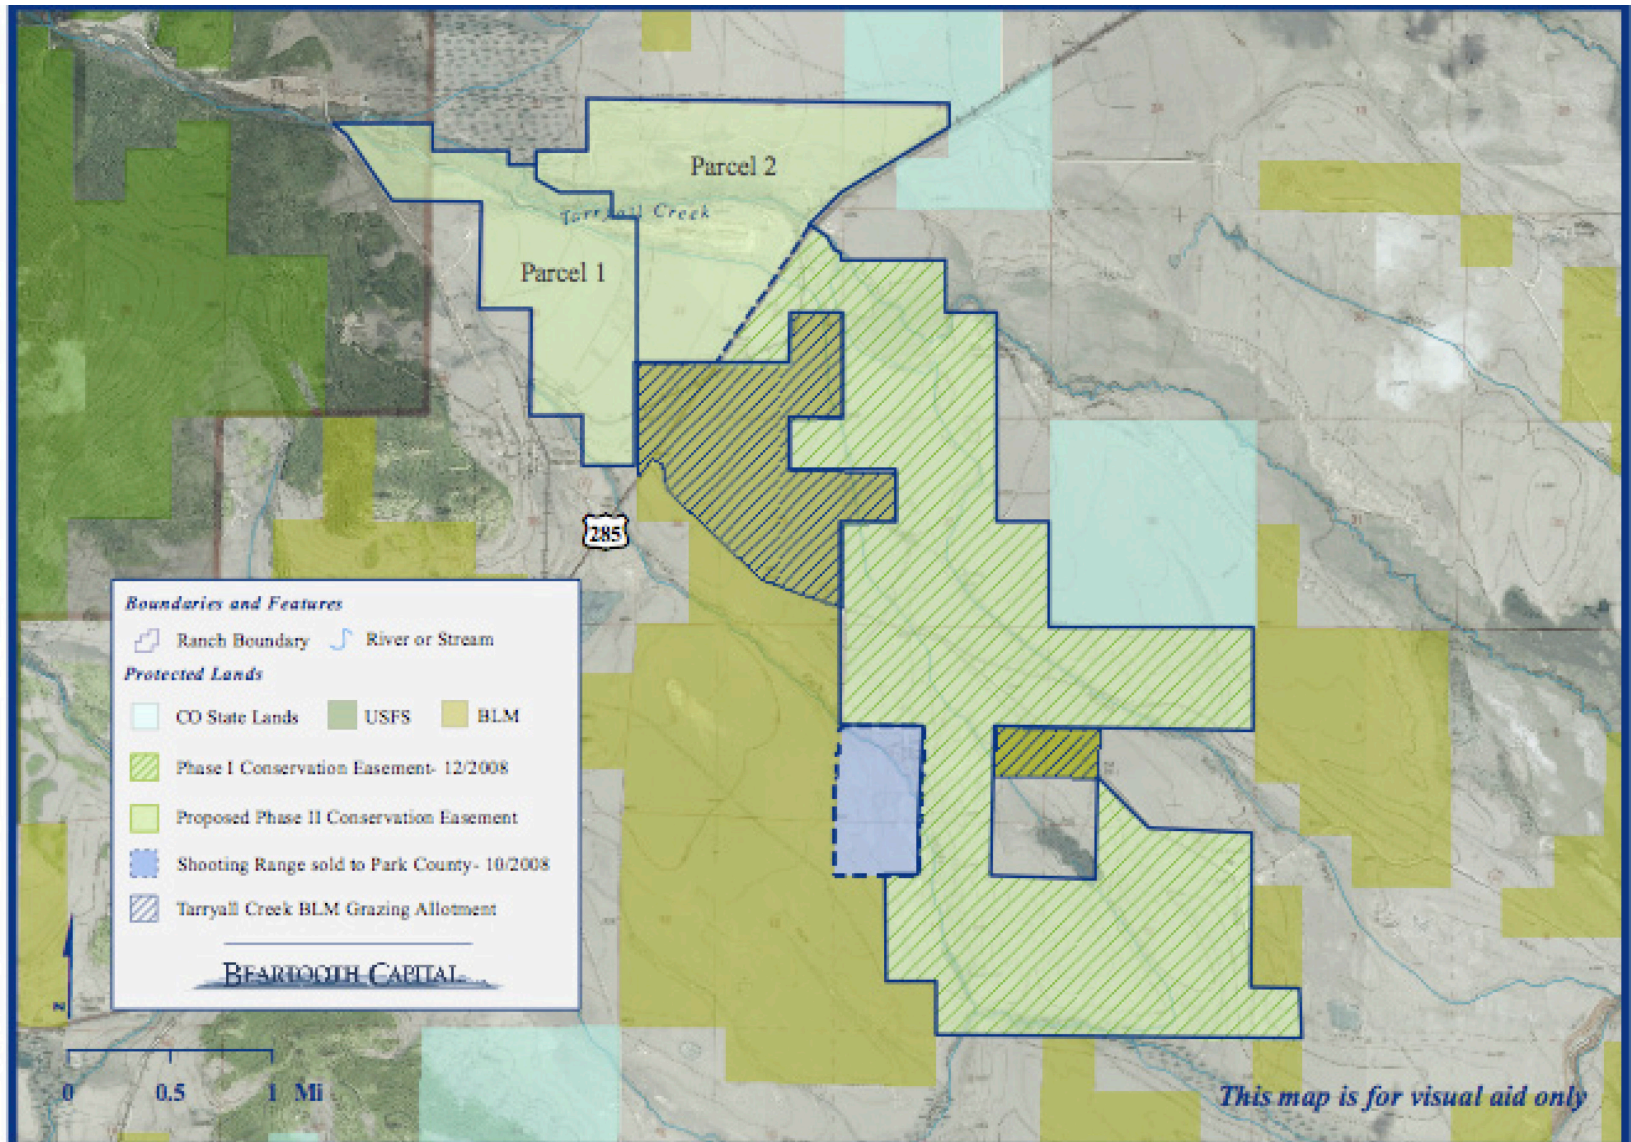 Parcel 2
Tarryall Creek
Parcel 1
285
Boundaries and Features
Ranch Boundary
River or Stream
Protected Lands
CO State Lands
USFS
BLM
Phase I Conservation Easement- 12/2008
Proposed Phase II Conservation Easement
Shooting Range sold to Park County- 10/2008
Tarryall Creek BLM Grazing Allotment
BEARTOOTH CAPITAL
N
0 0.5 1 Mi
This map is for visual aid only